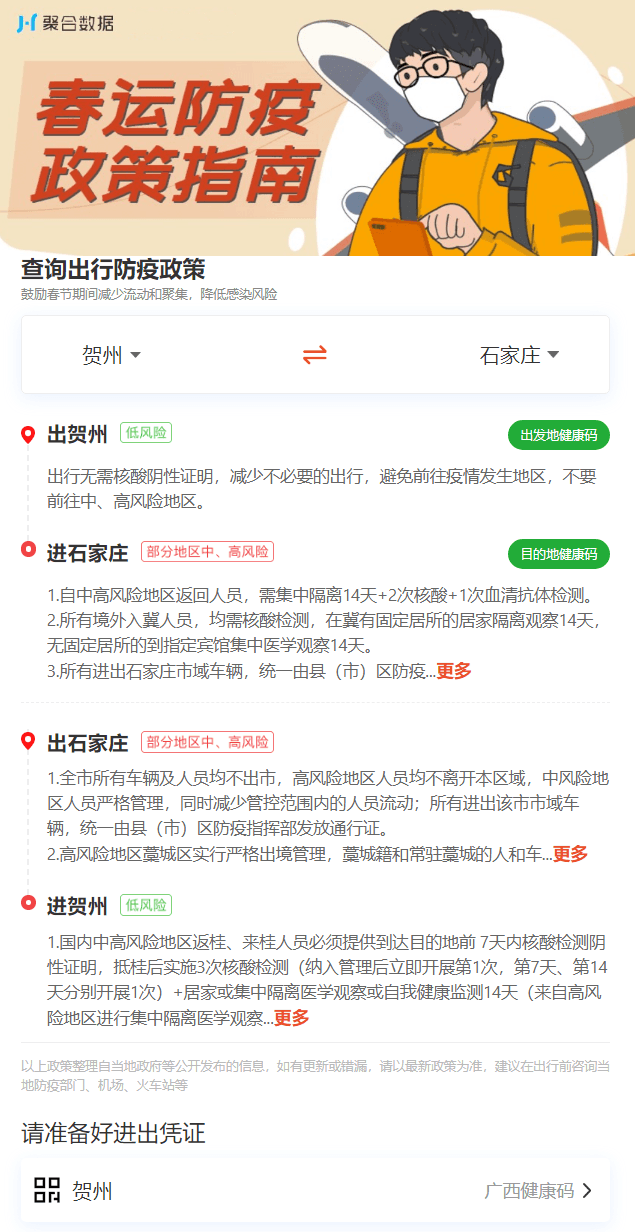 聚合数据
春运防疫
政策指南
查询出行防疫政策
鼓励春节期间减少流动和聚集，降低感染风险
贺州 石家庄
出贺州 低风险 出发地健康码
出行无需核酸阴性证明，减少不必要的出行，避免前往疫情发生地区，不要
前往中、高风险地区。
进石家庄 部分地区中、高风险 目的地健康码
1.自中高风险地区返回人员，需集中隔离14天+2次核酸+1次血清抗体检测。
2.所有境外入冀人员，均需核酸检测，在冀有固定居所的居家隔离观察14天，
无固定居所的到指定宾馆集中医学观察14天。
3.所有进出石家庄市域车辆，统一由县（市）区防疫...更多
出石家庄 部分地区中、高风险
1.全市所有车辆及人员均不出市，高风险地区人员均不离开本区域，中风险地
区人员严格管理，同时减少管控范围内的人员流动；所有进出该市市域车
辆，统一由县（市）区防疫指挥部发放通行证。
2.高风险地区藁城区实行严格出境管理，藁城籍和常驻藁城的人和车...更多
进贺州 低风险
1.国内中高风险地区返桂、来桂人员必须提供到达目的地前 7天内核酸检测阴
性证明，抵桂后实施3次核酸检测（纳入管理后立即开展第1次，第7天、第14
天分别开展1次）+居家或集中隔离医学观察或自我健康监测14天（来自高风
险地区进行集中隔离医学观察...更多
以上政策整理自当地政府等公开发布的信息，如有更新或错漏，请以最新政策为准，建议在出行前咨询当
地防疫部门、机场、火车站等
请准备好进出凭证
贺州 广西健康码